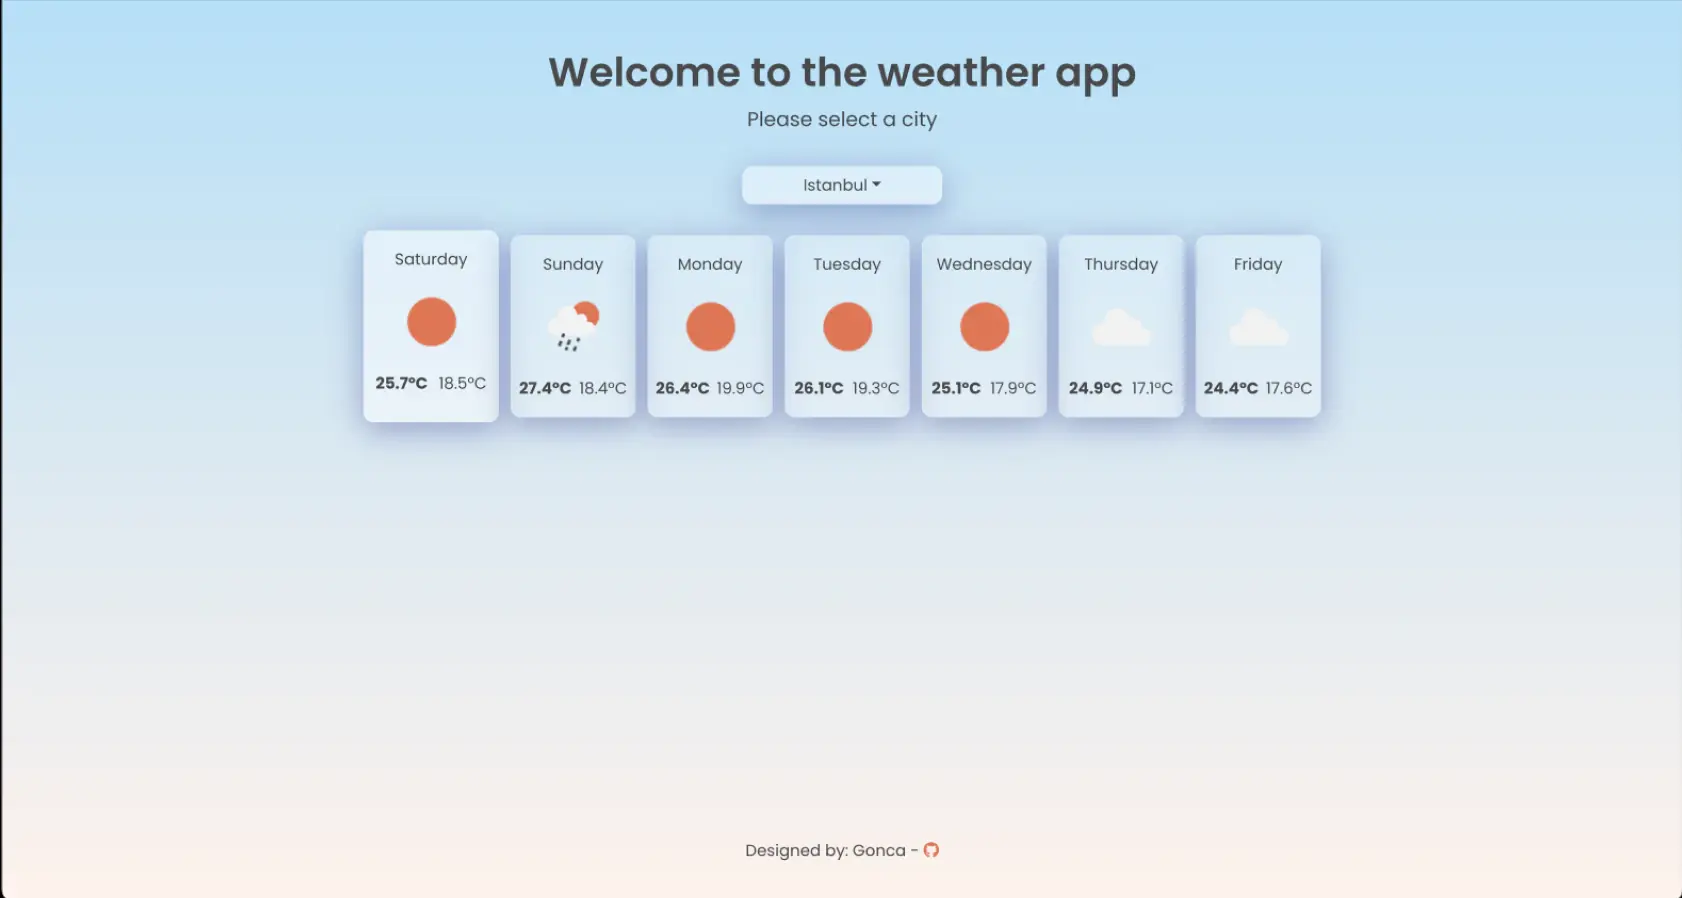 Welcome to the weather app
Please select a city
Istanbul
Saturday
25.7°C 18.5°C
Sunday
27.4°C 18.4°C
Monday
26.4°C 19.9°C
Tuesday
26.1°C 19.3°C
Wednesday
25.1°C 17.9°C
Thursday
24.9°C 17.1°C
Friday
24.4°C 17.6°C
Designed by: Gonca -